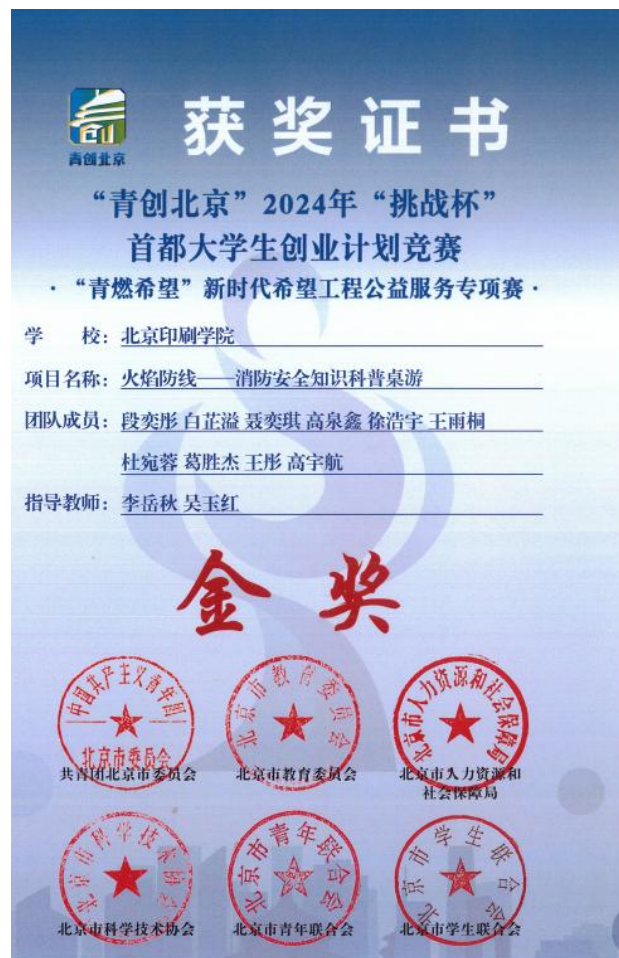 青创北京
获奖证书
“青创北京”2024年“挑战杯”
首都大学生创业计划竞赛
·“青燃希望”新时代希望工程公益服务专项赛·
学 校：北京印刷学院
项目名称：火焰防线——消防安全知识科普桌游
团队成员：段奕彤 白芷溢 聂奕琪 高泉鑫 徐浩宇 王雨桐
杜宛蓉 葛胜杰 王彤 高宇航
指导教师：李岳秋 吴玉红
金奖
中国共产主义青年团
北京市委员会
共青团北京市委员会
北京市教育委员会
北京市教育委员会
北京市人力资源和社会保障局
北京市人力资源和
社会保障局
北京市科学技术协会
北京市科学技术协会
北京市青年联合会
北京市青年联合会
北京市学生联合会
北京市学生联合会